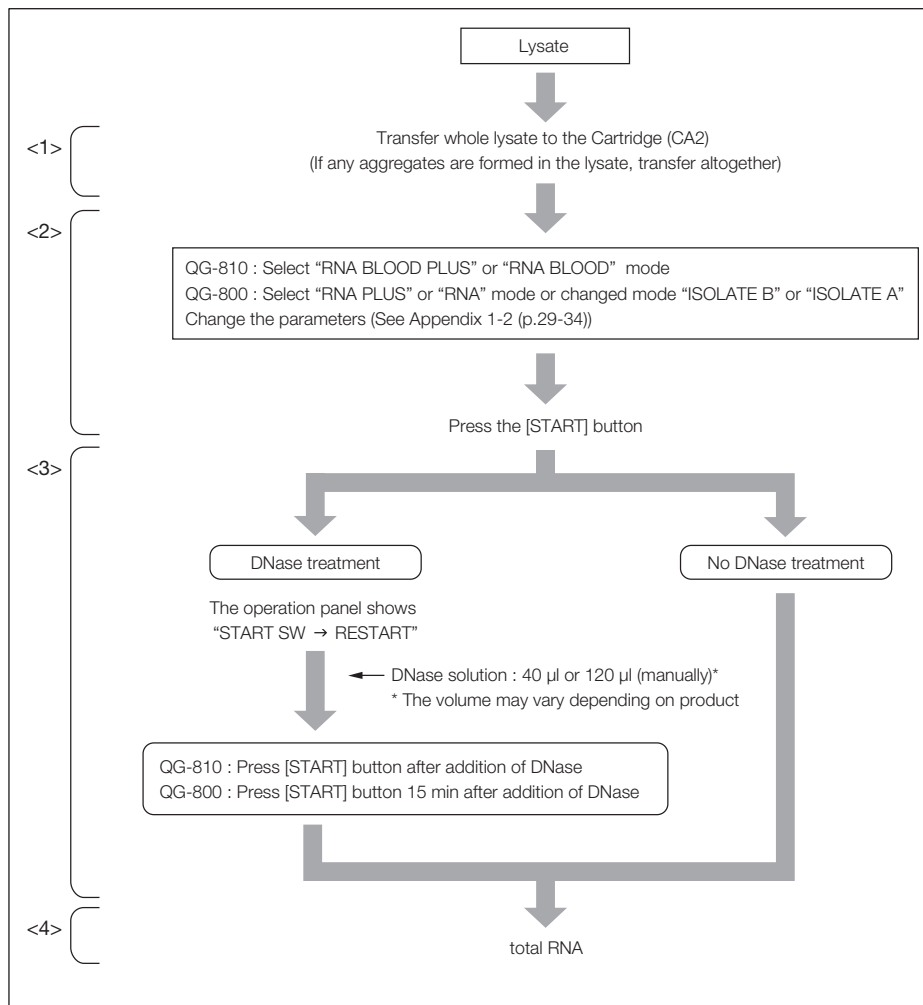 Lysate
<1>
Transfer whole lysate to the Cartridge (CA2)
(If any aggregates are formed in the lysate, transfer altogether)
<2>
QG-810 : Select “RNA BLOOD PLUS” or “RNA BLOOD” mode
QG-800 : Select “RNA PLUS” or “RNA” mode or changed mode “ISOLATE B” or “ISOLATE A”
Change the parameters (See Appendix 1-2 (p.29-34))
Press the [START] button
<3>
DNase treatment
No DNase treatment
The operation panel shows
“START SW → RESTART”
DNase solution : 40 µl or 120 µl (manually)*
* The volume may vary depending on product
QG-810 : Press [START] button after addition of DNase
QG-800 : Press [START] button 15 min after addition of DNase
<4>
total RNA